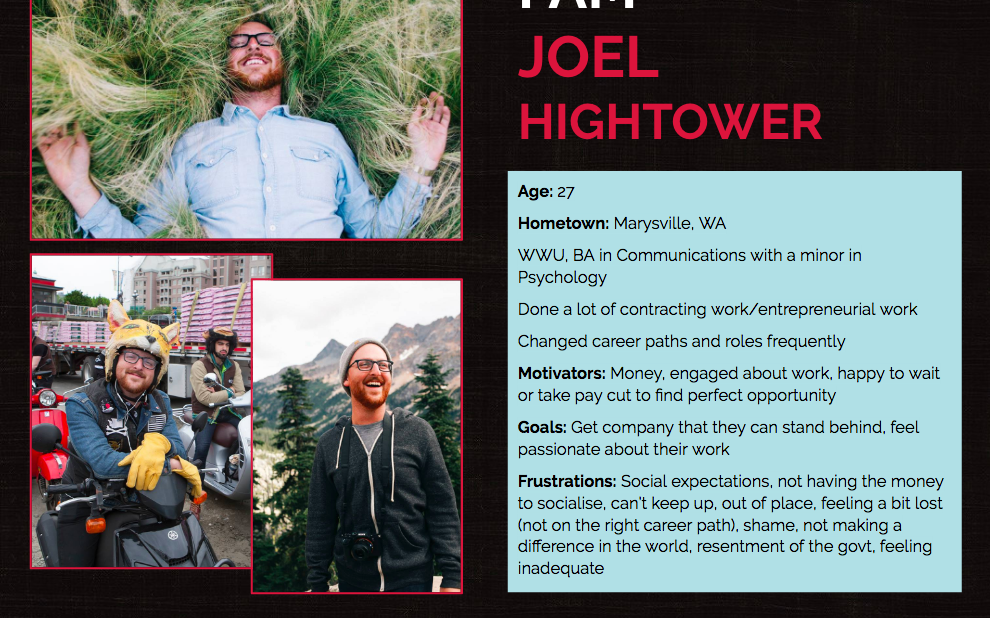 I AM
JOEL
HIGHTOWER
Age: 27
Hometown: Marysville, WA
WWU, BA in Communications with a minor in
Psychology
Done a lot of contracting work/entrepreneurial work
Changed career paths and roles frequently
Motivators: Money, engaged about work, happy to wait
or take pay cut to find perfect opportunity
Goals: Get company that they can stand behind, feel
passionate about their work
Frustrations: Social expectations, not having the money
to socialise, can't keep up, out of place, feeling a bit lost
(not on the right career path), shame, not making a
difference in the world, resentment of the govt, feeling
inadequate